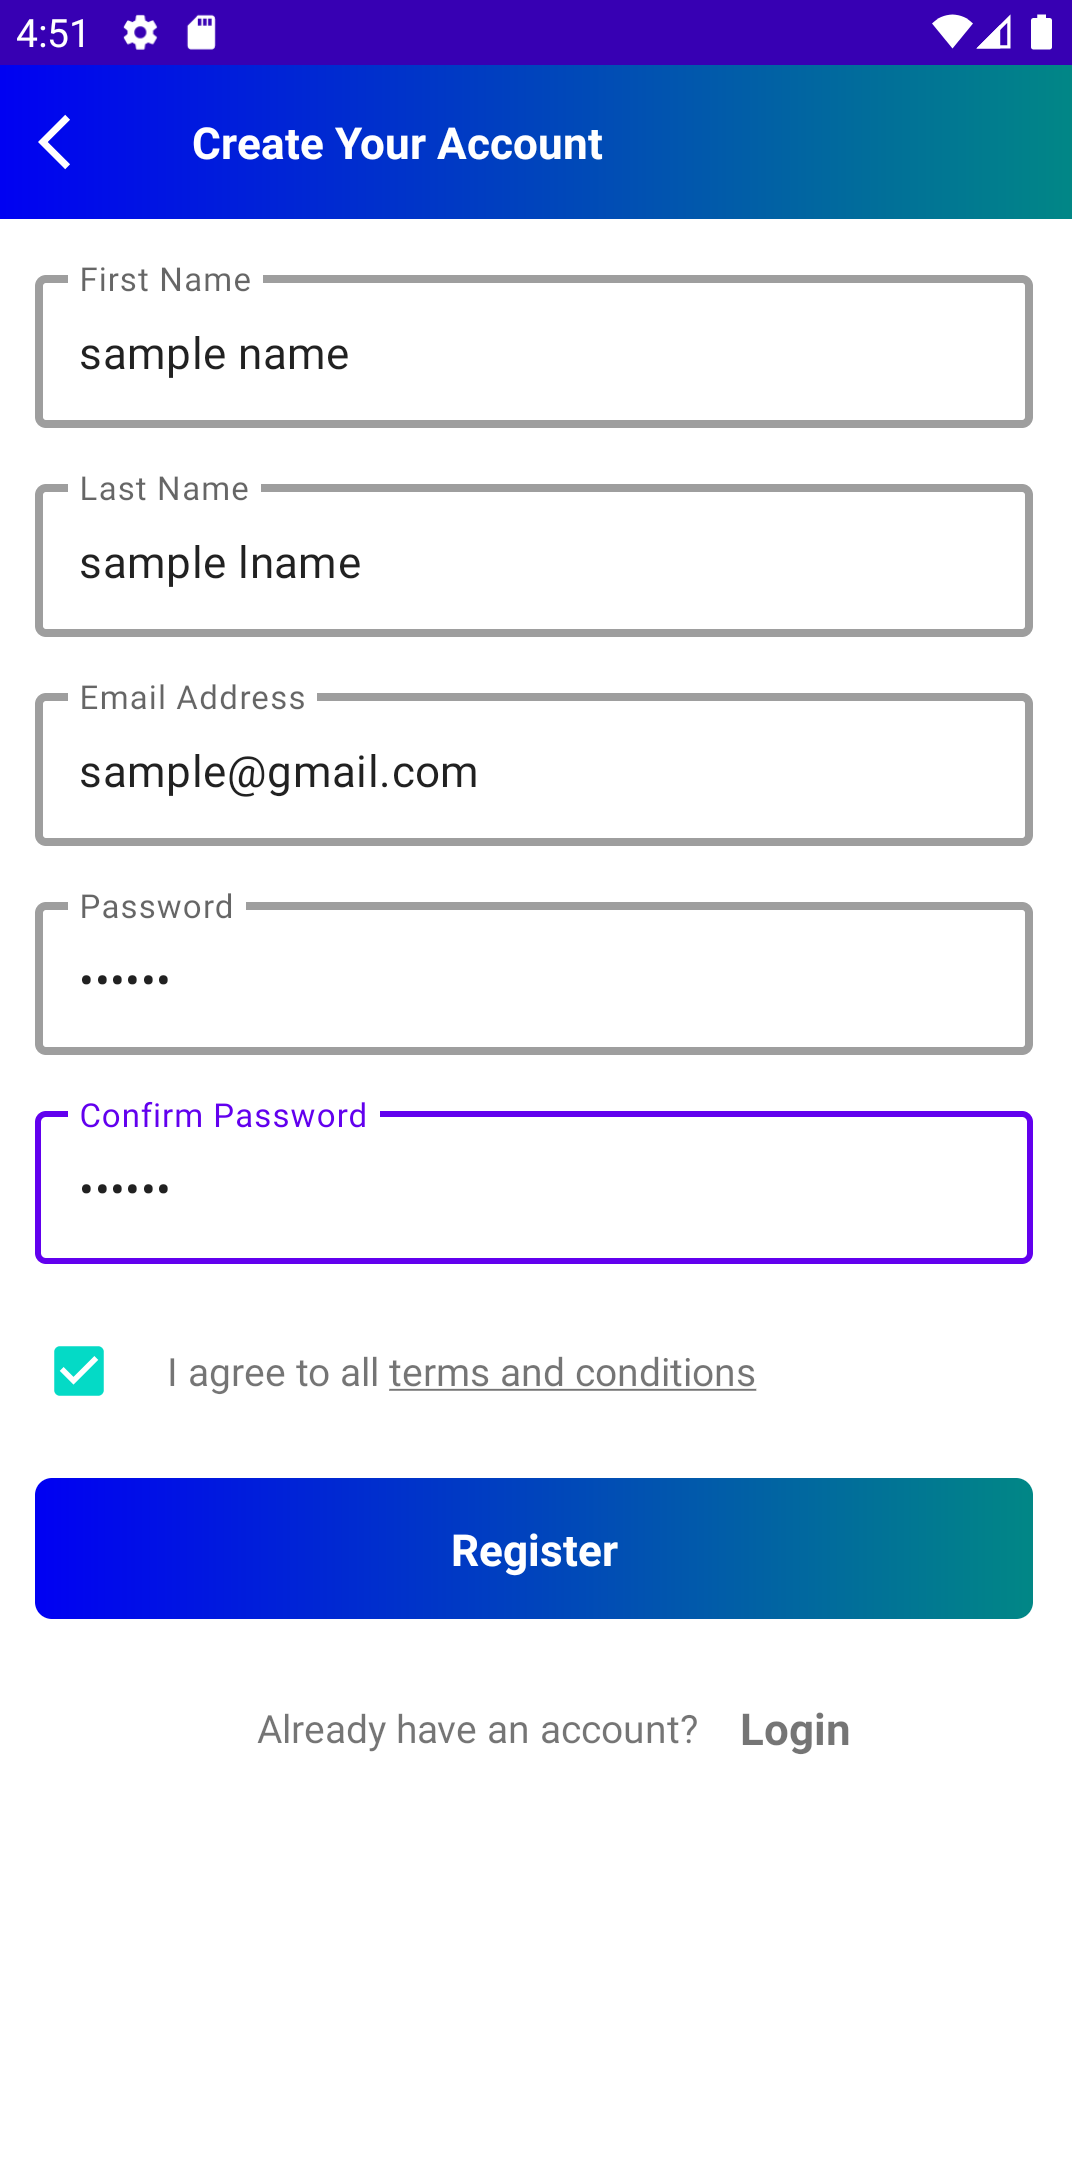 4:51
Create Your Account
First Name
sample name
Last Name
sample lname
Email Address
sample@gmail.com
Password
••••••
Confirm Password
••••••
I agree to all terms and conditions
Register
Already have an account? Login